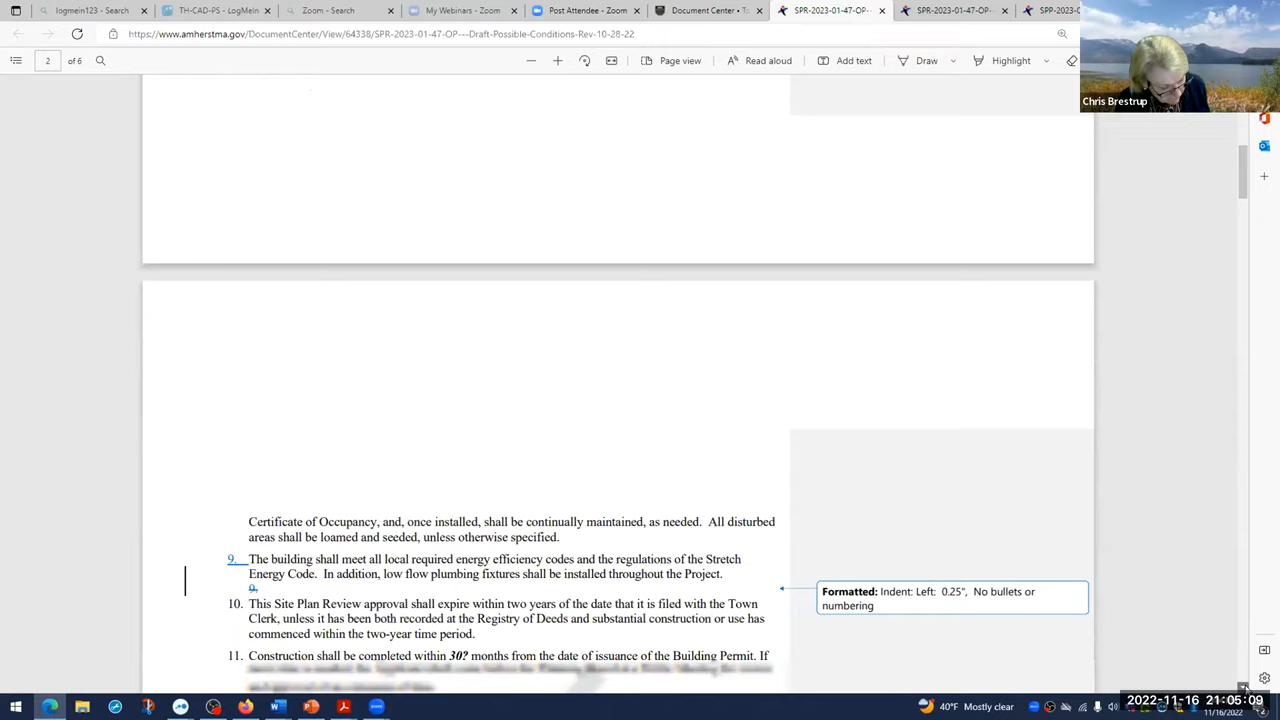 logmein123 - Search
TH-CAD-PS - LogMein
Zoom - Search
My Webinars - Zoom
Post Attendee - Zoom
Document Center • To
SPR-2023-01-47-OP--
SPR-2023-01-47-OP--
SPP-202
https://www.amherstma.gov/DocumentCenter/View/64338/SPR-2023-01-47-OP---Draft-Possible-Conditions-Rev-10-28-22
2 of 6
Page view
Read aloud
Add text
Draw
Highlight
Chris Brestrup
Certificate of Occupancy, and, once installed, shall be continually maintained, as needed. All disturbed
areas shall be loamed and seeded, unless otherwise specified.
9. The building shall meet all local required energy efficiency codes and the regulations of the Stretch
Energy Code. In addition, low flow plumbing fixtures shall be installed throughout the Project.
9.
Formatted: Indent: Left: 0.25", No bullets or
numbering
10. This Site Plan Review approval shall expire within two years of the date that it is filed with the Town
Clerk, unless it has been both recorded at the Registry of Deeds and substantial construction or use has
commenced within the two-year time period.
11. Construction shall be completed within 30? months from the date of issuance of the Building Permit. If
40°F Mostly clear
2022-11-16 21:05:09
11/16/2022